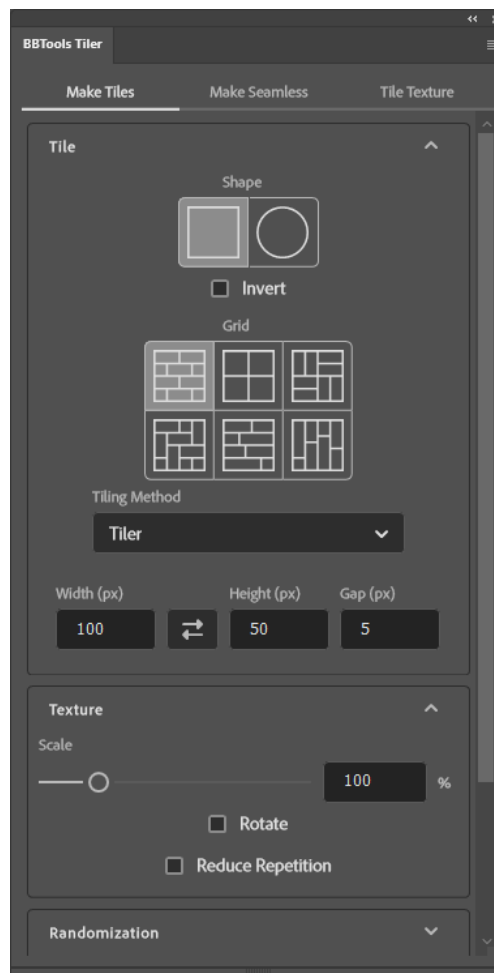 BBTools Tiler
Make Tiles Make Seamless Tile Texture
Tile
Shape
Invert
Grid
Tiling Method
Tiler
Width (px) Height (px) Gap (px)
100 50 5
Texture
Scale
100 %
Rotate
Reduce Repetition
Randomization